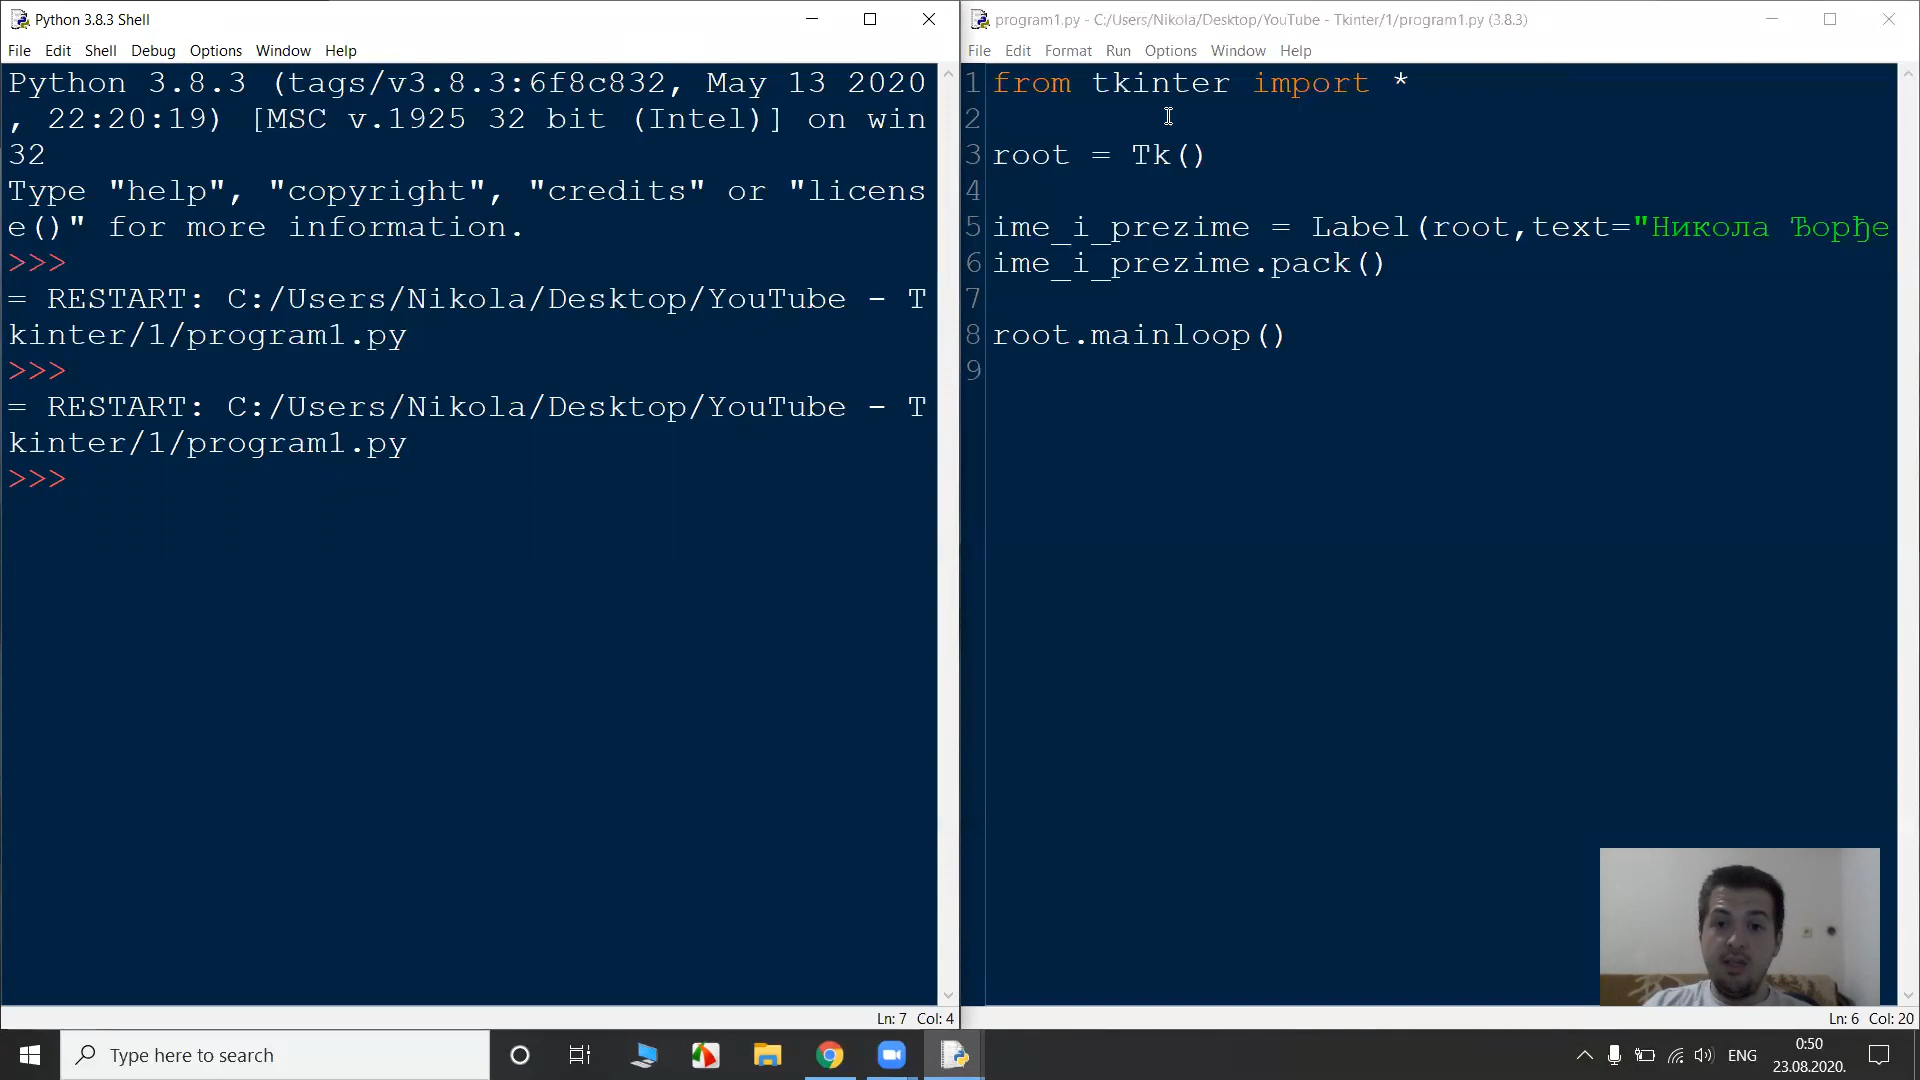 Python 3.8.3 Shell
File Edit Shell Debug Options Window Help
Python 3.8.3 (tags/v3.8.3:6f8c832, May 13 2020
, 22:20:19) [MSC v.1925 32 bit (Intel)] on win
32
Type "help", "copyright", "credits" or "licens
e()" for more information.
>>>
= RESTART: C:/Users/Nikola/Desktop/YouTube - T
kinter/1/program1.py
>>>
= RESTART: C:/Users/Nikola/Desktop/YouTube - T
kinter/1/program1.py
>>>
Ln: 7 Col: 4
program1.py - C:/Users/Nikola/Desktop/YouTube - Tkinter/1/program1.py (3.8.3)
File Edit Format Run Options Window Help
1 from tkinter import *
2
3 root = Tk()
4
5 ime_i_prezime = Label(root,text="Никола Ђорђе
6 ime_i_prezime.pack()
7
8 root.mainloop()
9
Ln: 6 Col: 20
Type here to search
ENG
0:50
23.08.2020.